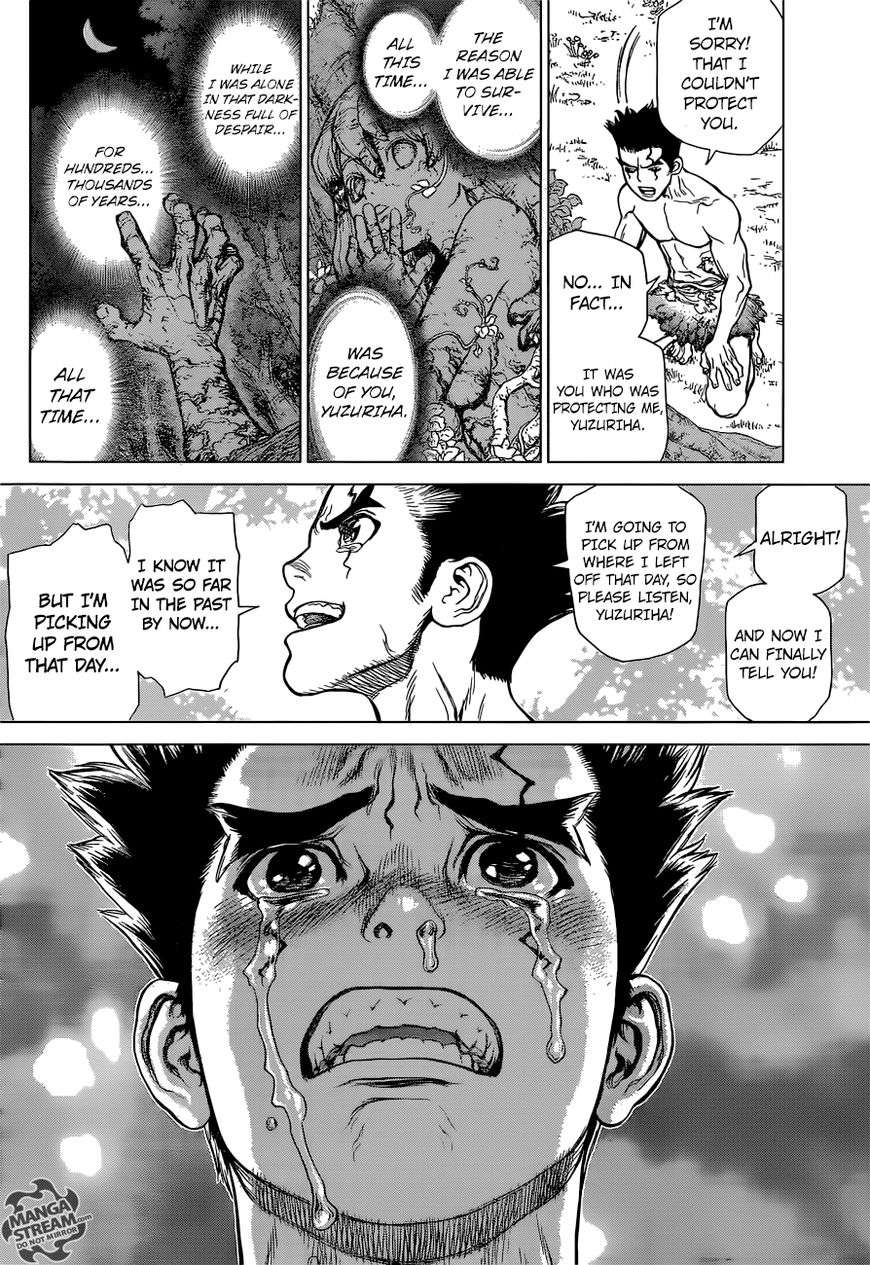 I'M
SORRY!
THAT I
COULDN'T
PROTECT
YOU.
NO... IN
FACT...
IT WAS
YOU WHO WAS
PROTECTING ME,
YUZURIHA.
THE
REASON
I WAS ABLE
TO SUR-
VIVE...
ALL
THIS
TIME...
WAS
BECAUSE
OF YOU,
YUZURIHA.
WHILE
I WAS ALONE
IN THAT DARK-
NESS FULL OF
DESPAIR...
FOR
HUNDREDS...
THOUSANDS
OF YEARS...
ALL
THAT
TIME...
ALRIGHT!
AND NOW I
CAN FINALLY
TELL YOU!
I'M GOING TO
PICK UP FROM
WHERE I LEFT
OFF THAT DAY, SO
PLEASE LISTEN,
YUZURIHA!
I KNOW IT
WAS SO FAR
IN THE PAST
BY NOW...
BUT I'M
PICKING
UP FROM
THAT DAY...
MANGA
STREAM.com
DO NOT MIRROR